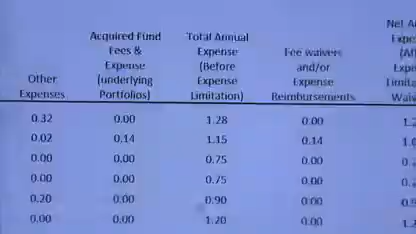 Net
Acquired Fund Total Annual
Fees & Expense Fee waivers
Expense (Before and/or
Other (underlying Expense Expense
Expenses Portfolios) Limitation) Reimbursements
0.32 0.00 1.28 0.00
0.02 0.14 1.15 0.14
0.00 0.00 0.75 0.00
0.00 0.00 0.75 0.00
0.20 0.00 0.90 0.00
0.00 0.00 1.20 0.00